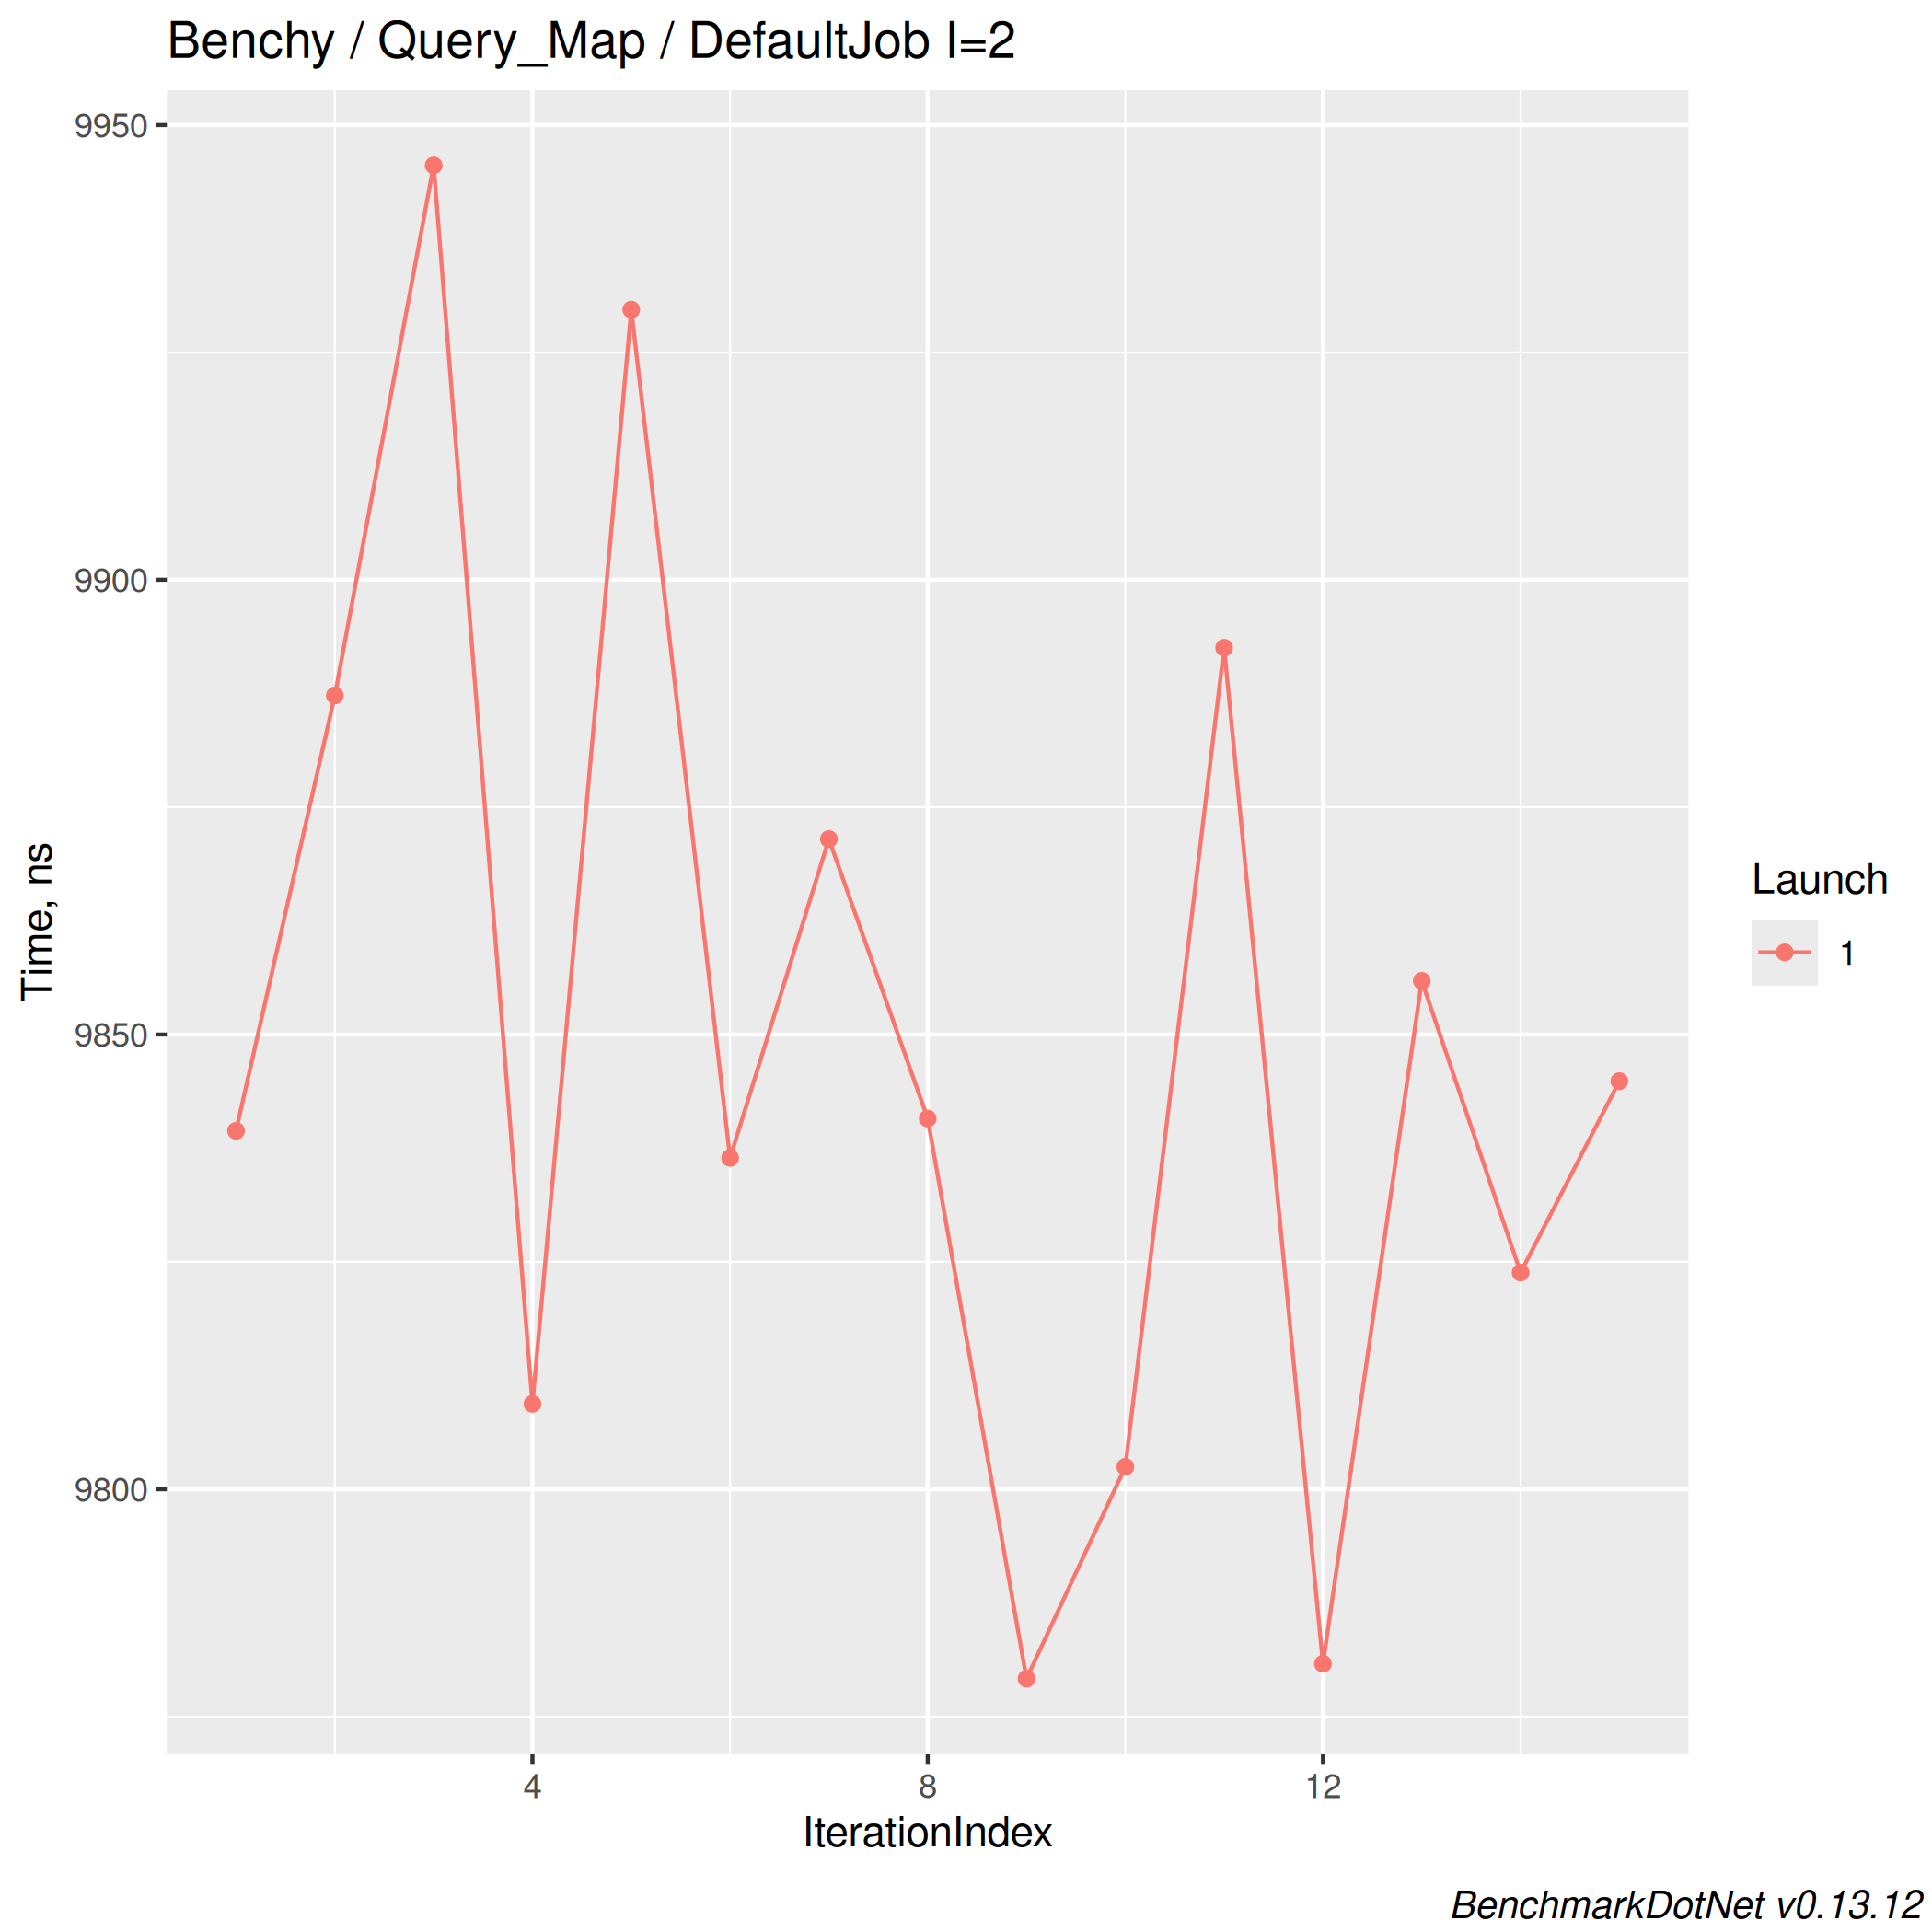 Benchy / Query_Map / DefaultJob I=2
9950
9900
9850
9800
Time, ns
4
8
12
IterationIndex
Launch
1
BenchmarkDotNet v0.13.12